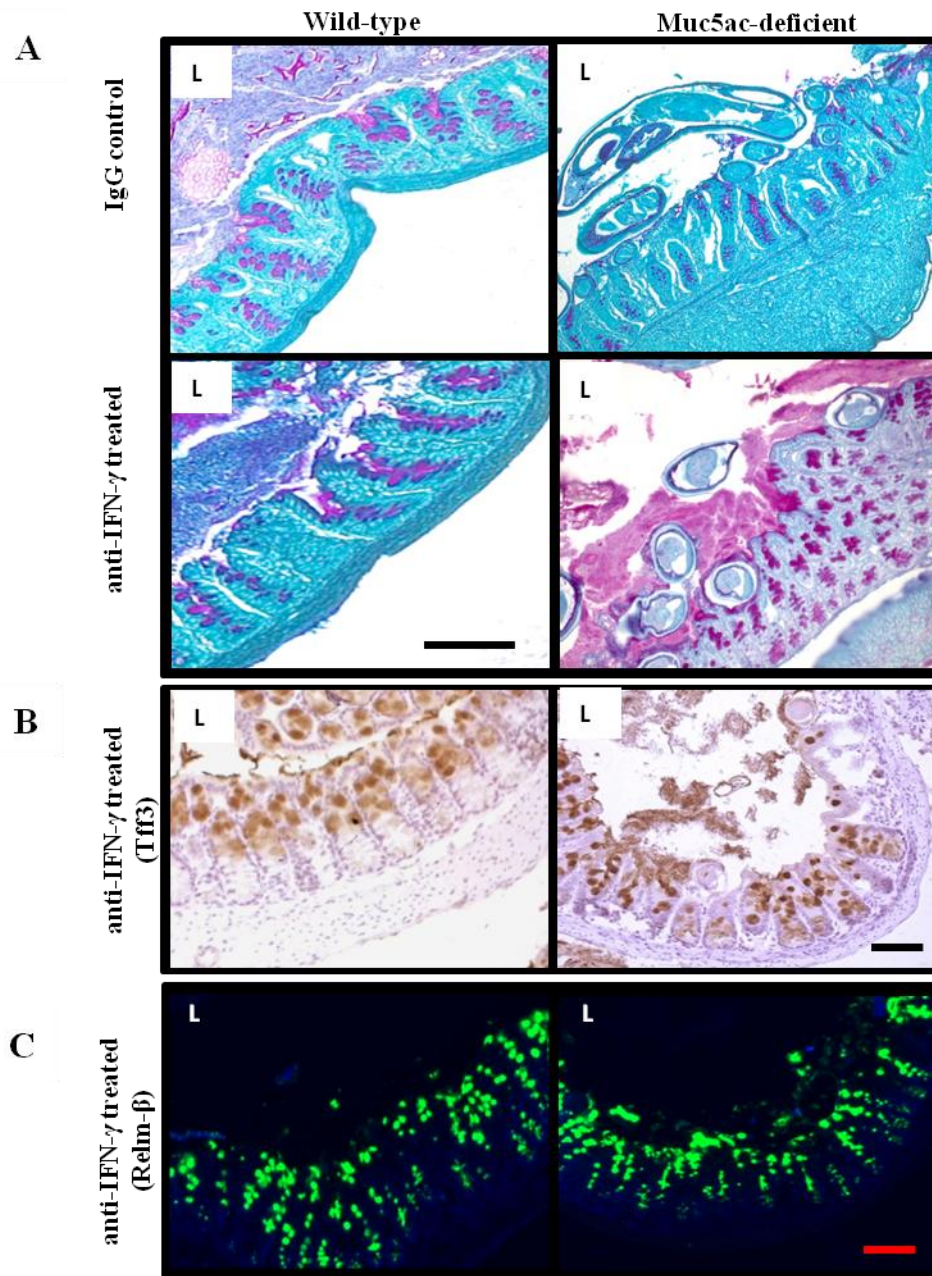 Wild-type Muc5ac-deficient
A
IgG control
L L
anti-IFN-γ treated
L L
B
anti-IFN-γ treated
(Tff3)
L L
C
anti-IFN-γ treated
(Relm-β)
L L